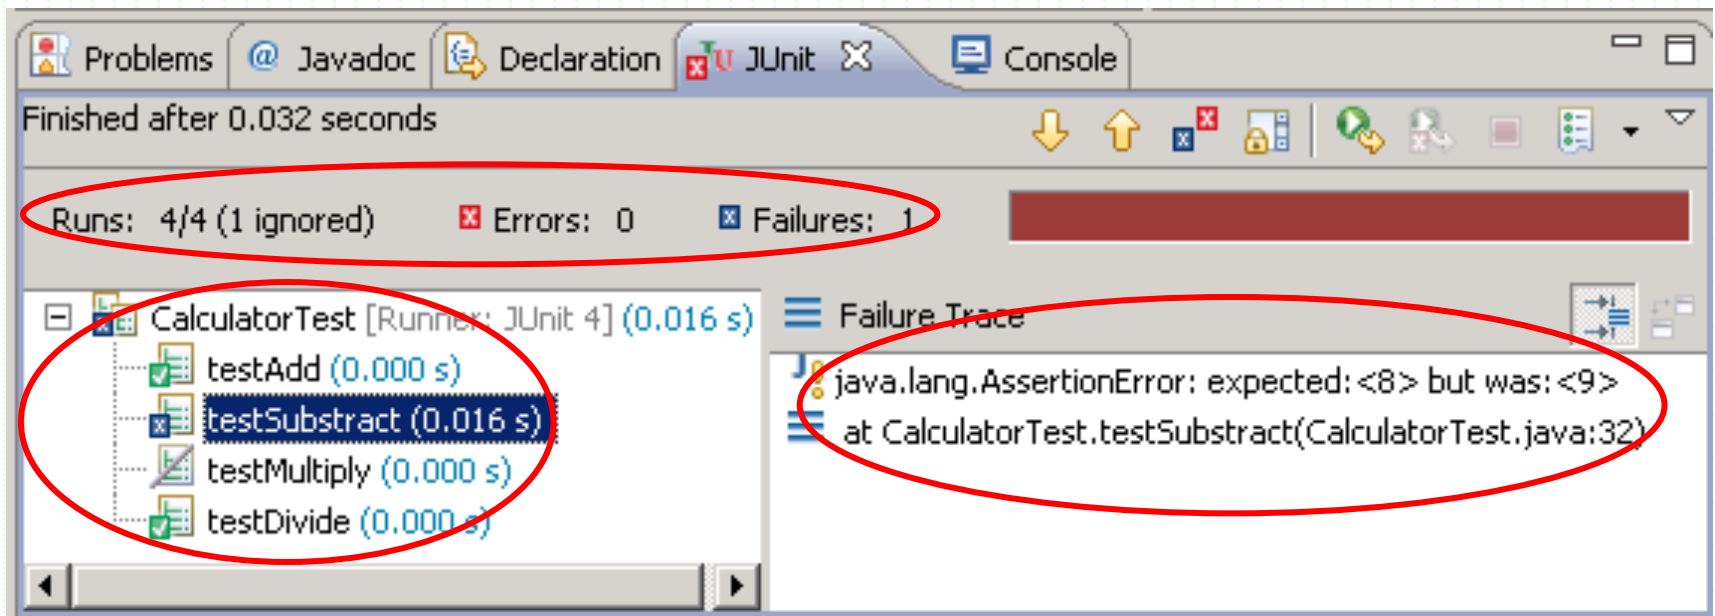 Problems @ Javadoc Declaration JUnit Console
Finished after 0.032 seconds
Runs: 4/4 (1 ignored) Errors: 0 Failures: 1
CalculatorTest [Runner: JUnit 4] (0.016 s)
testAdd (0.000 s)
testSubstract (0.016 s)
testMultiply (0.000 s)
testDivide (0.000 s)
Failure Trace
java.lang.AssertionError: expected:<8> but was:<9>
at CalculatorTest.testSubstract(CalculatorTest.java:32)